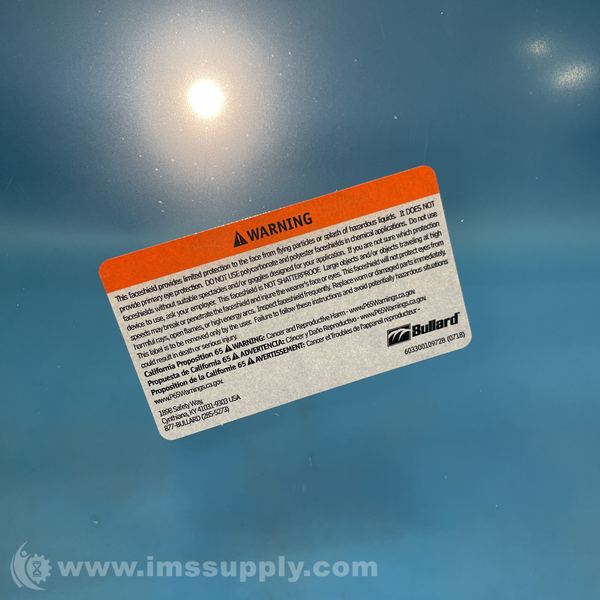 WARNING
This faceshield provides limited protection to the face from flying particles or splash of hazardous liquids. It DOES NOT
provide primary eye protection. DO NOT USE polycarbonate and polyester faceshields in chemical applications. Do not use
faceshields without suitable spectacles and/or goggles designed for your application. If you are not sure which protection
device to use, ask your employer. This faceshield is NOT SHATTERPROOF. Large objects and/or objects traveling at high
speeds may break or penetrate the faceshield and injure the wearer's face or eyes. This faceshield will not protect eyes from
harmful rays, open flames, or high energy arcs. Inspect faceshield frequently. Replace worn or damaged parts immediately.
This label is to be removed only by the user. Failure to follow these instructions and avoid potentially hazardous situations
could result in death or serious injury.
California Proposition 65 WARNING: Cancer and Reproductive Harm - www.P65Warnings.ca.gov.
Propuesta de California 65 ADVERTENCIA: Cáncer y Daño Reproductivo - www.P65Warnings.ca.gov.
Proposition de la Californie 65 AVERTISSEMENT: Cancer et Troubles de l'appareil reproducteur -
www.P65Warnings.ca.gov.
1898 Safety Way,
Cynthiana, KY 41031-9303 USA
877-BULLARD (285-5273)
Bullard
60330010972B (0718)
www.imssupply.com